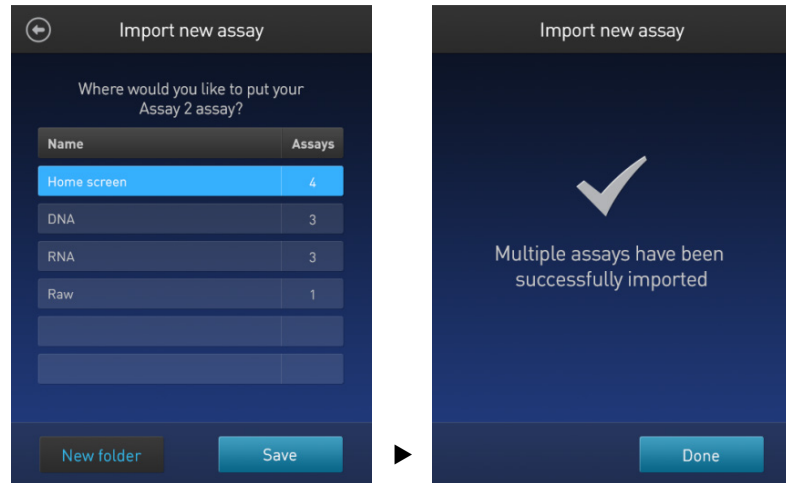 Import new assay
Where would you like to put your
Assay 2 assay?
Name Assays
Home screen 4
DNA 3
RNA 3
Raw 1
New folder Save
Import new assay
Multiple assays have been
successfully imported
Done